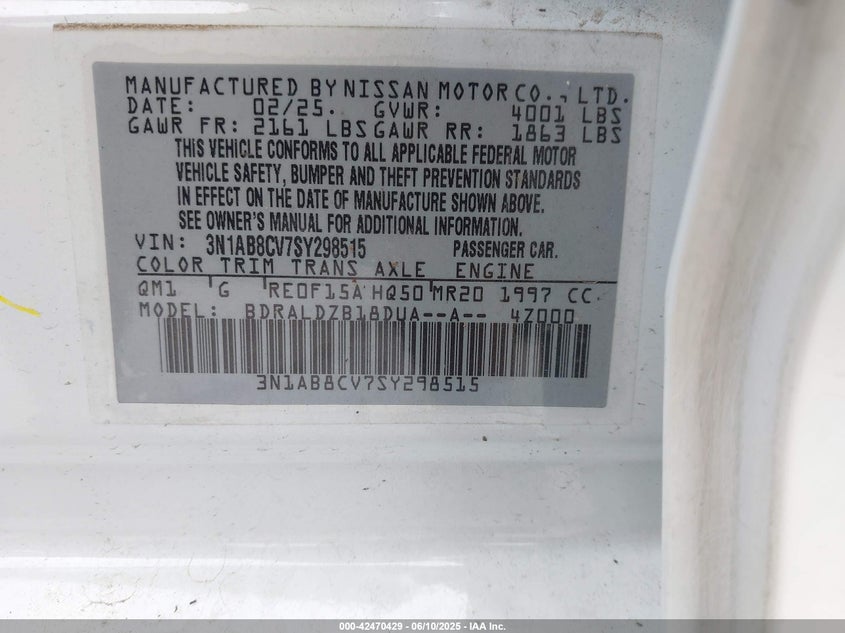 MANUFACTURED BY NISSAN MOTOR CO., LTD.
DATE: 02/25. GVWR: 4001 LBS
GAWR FR: 2161 LBS GAWR RR: 1863 LBS
THIS VEHICLE CONFORMS TO ALL APPLICABLE FEDERAL MOTOR
VEHICLE SAFETY, BUMPER AND THEFT PREVENTION STANDARDS
IN EFFECT ON THE DATE OF MANUFACTURE SHOWN ABOVE.
SEE OWNER'S MANUAL FOR ADDITIONAL INFORMATION.
VIN: 3N1AB8CV7SY298515 PASSENGER CAR.
COLOR TRIM TRANS AXLE ENGINE
QM1 G RE0F15A HQ50 MR20 1997 CC
MODEL: BDRALDZB18DUA--A-- 4Z000
3N1AB8CV7SY298515
000-42470429 - 06/10/2025 - IAA Inc.